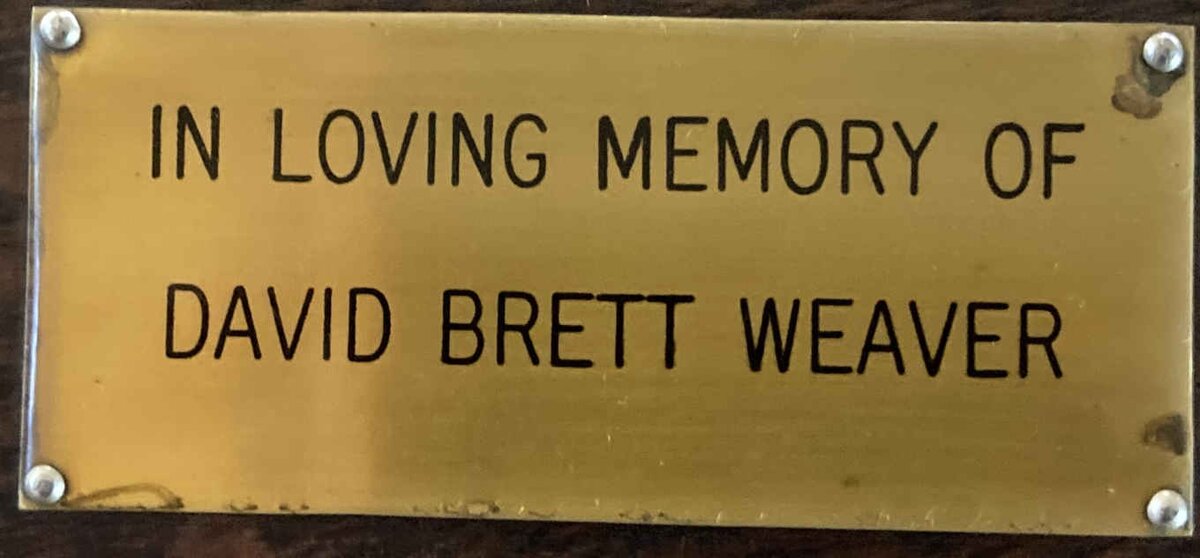 IN LOVING MEMORY OF
DAVID BRETT WEAVER